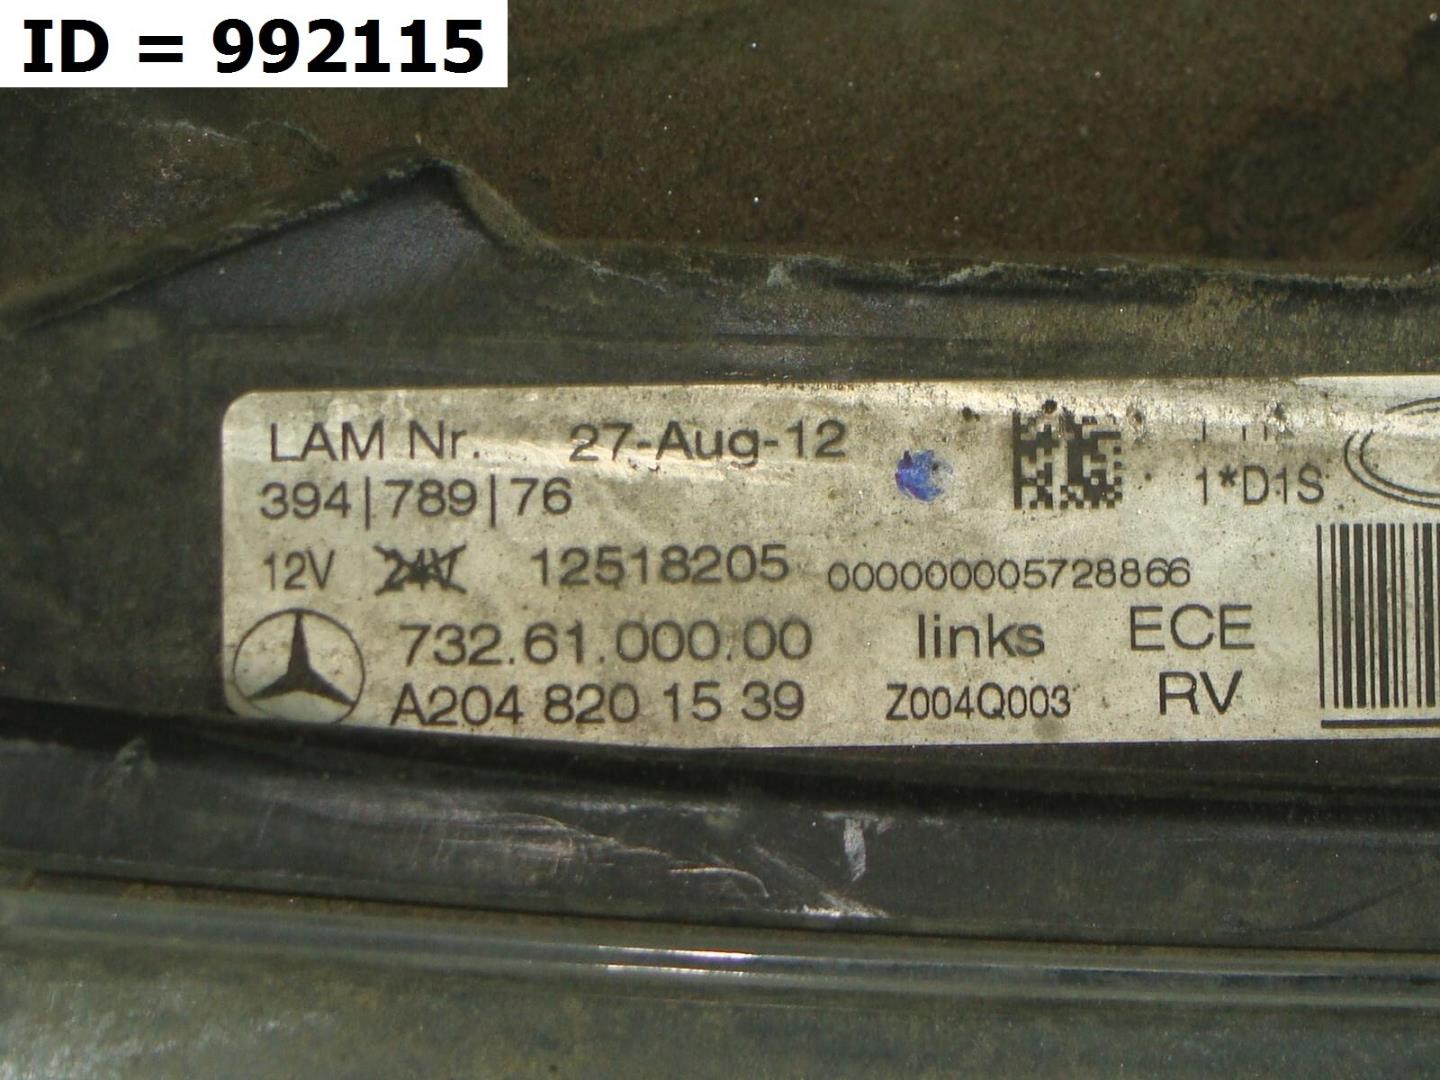 ID = 992115
LAM Nr. 27-Aug-12
394|789|76
1*D1S
12V 24V 12518205 000000005728866
732.61.000.00 links ECE
A204 820 15 39 Z004Q003 RV